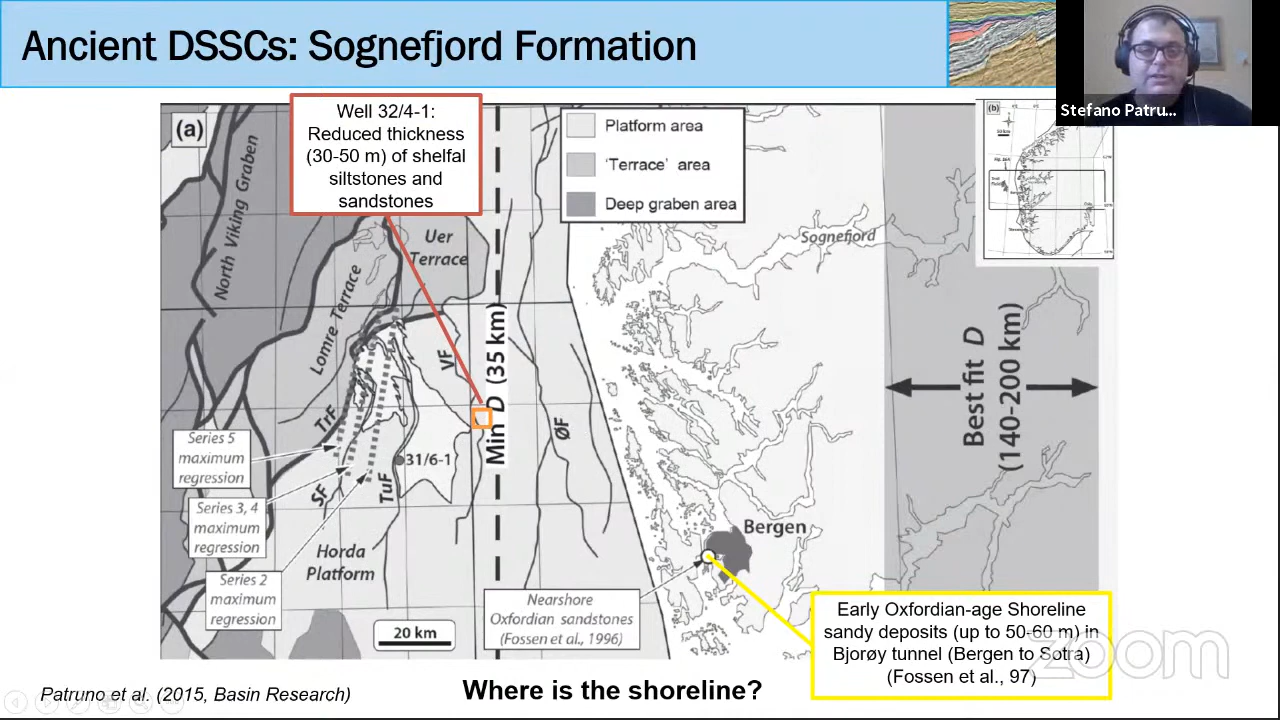 Ancient DSSCs: Sognefjord Formation
Stefano Patru...
(a)
Well 32/4-1:
Reduced thickness
(30-50 m) of shelfal
siltstones and
sandstones
Platform area
'Terrace' area
Deep graben area
(b)
North Viking Graben
Uer
Terrace
Sognefjord
Lomre Terrace
VF
Min D (35 km)
Best fit D
(140-200 km)
TrF
ØF
Series 5
maximum
regression
31/6-1
SF
TuF
Series 3, 4
maximum
regression
Bergen
Horda
Platform
Series 2
maximum
regression
Nearshore
Oxfordian sandstones
(Fossen et al., 1996)
20 km
Early Oxfordian-age Shoreline
sandy deposits (up to 50-60 m) in
Bjorøy tunnel (Bergen to Sotra)
(Fossen et al., 97)
zoom
Patruno et al. (2015, Basin Research)
Where is the shoreline?